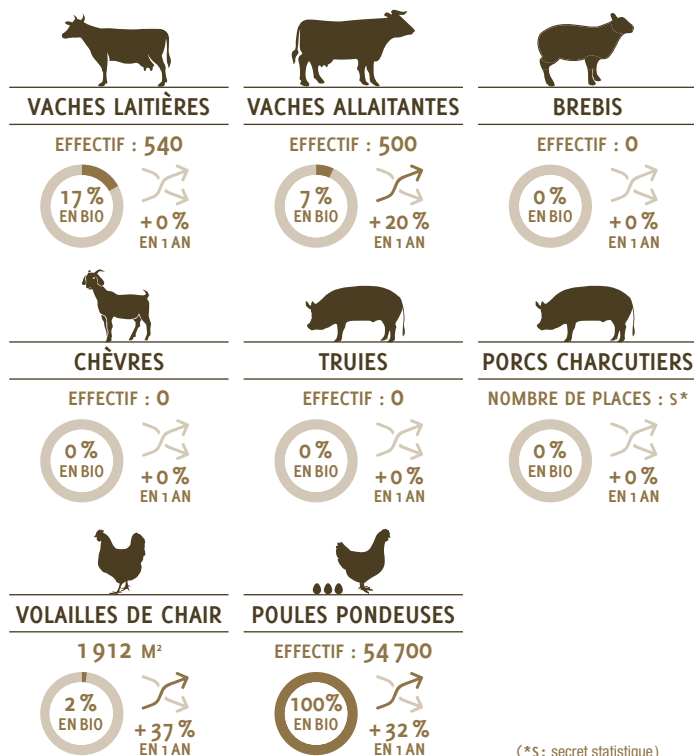 VACHES LAITIÈRES
EFFECTIF : 540
17 %
EN BIO
+0 %
EN 1 AN
VACHES ALLAITANTES
EFFECTIF : 500
7 %
EN BIO
+20 %
EN 1 AN
BREBIS
EFFECTIF : 0
0 %
EN BIO
+0 %
EN 1 AN
CHÈVRES
EFFECTIF : 0
0 %
EN BIO
+0 %
EN 1 AN
TRUIES
EFFECTIF : 0
0 %
EN BIO
+0 %
EN 1 AN
PORCS CHARCUTIERS
NOMBRE DE PLACES : S*
0 %
EN BIO
+0 %
EN 1 AN
VOLAILLES DE CHAIR
1 912 M²
2 %
EN BIO
+37 %
EN 1 AN
POULES PONDEUSES
EFFECTIF : 54 700
100%
EN BIO
+32 %
EN 1 AN
(*S: secret statistique)